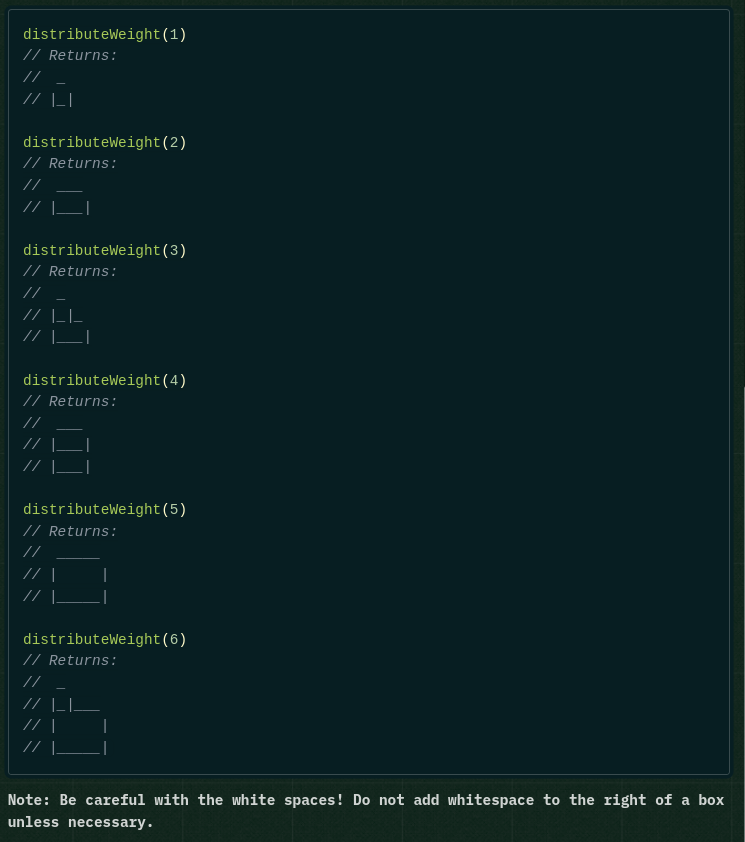 distributeWeight(1)
// Returns:
//  _
// |_|

distributeWeight(2)
// Returns:
//  ___
// |___|

distributeWeight(3)
// Returns:
//  _
// |_|_
// |___|

distributeWeight(4)
// Returns:
//  ___
// |___|
// |___|

distributeWeight(5)
// Returns:
//  _____
// |     |
// |_____|

distributeWeight(6)
// Returns:
//  _
// |_|___
// |     |
// |_____|

Note: Be careful with the white spaces! Do not add whitespace to the right of a box
unless necessary.